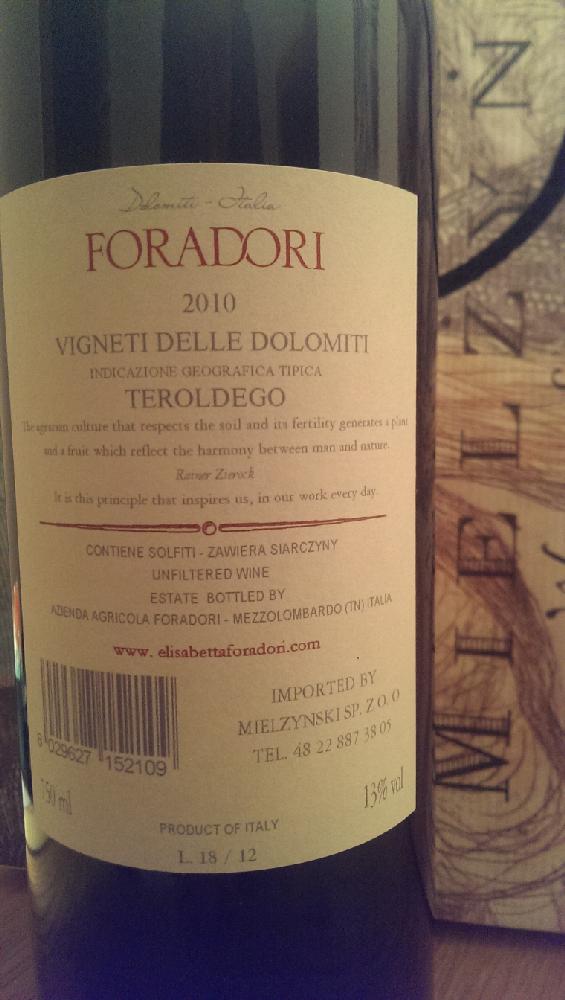 Dolomiti - Italia
FORADORI
2010
VIGNETI DELLE DOLOMITI
INDICAZIONE GEOGRAFICA TIPICA
TEROLDEGO
The agrarian culture that respects the soil and its fertility generates a plant
and a fruit which reflect the harmony between man and nature.
Rainer Zierock
It is this principle that inspires us, in our work every day.
CONTIENE SOLFITI - ZAWIERA SIARCZYNY
UNFILTERED WINE
ESTATE BOTTLED BY
AZIENDA AGRICOLA FORADORI - MEZZOLOMBARDO (TN) ITALIA
www. elisabettaforadori.com
IMPORTED BY
MIELZYNSKI SP. Z O. O
TEL. 48 22 887 38 05
8 029627 152109
750 ml
13% vol
PRODUCT OF ITALY
L. 18 / 12
MIELZYN